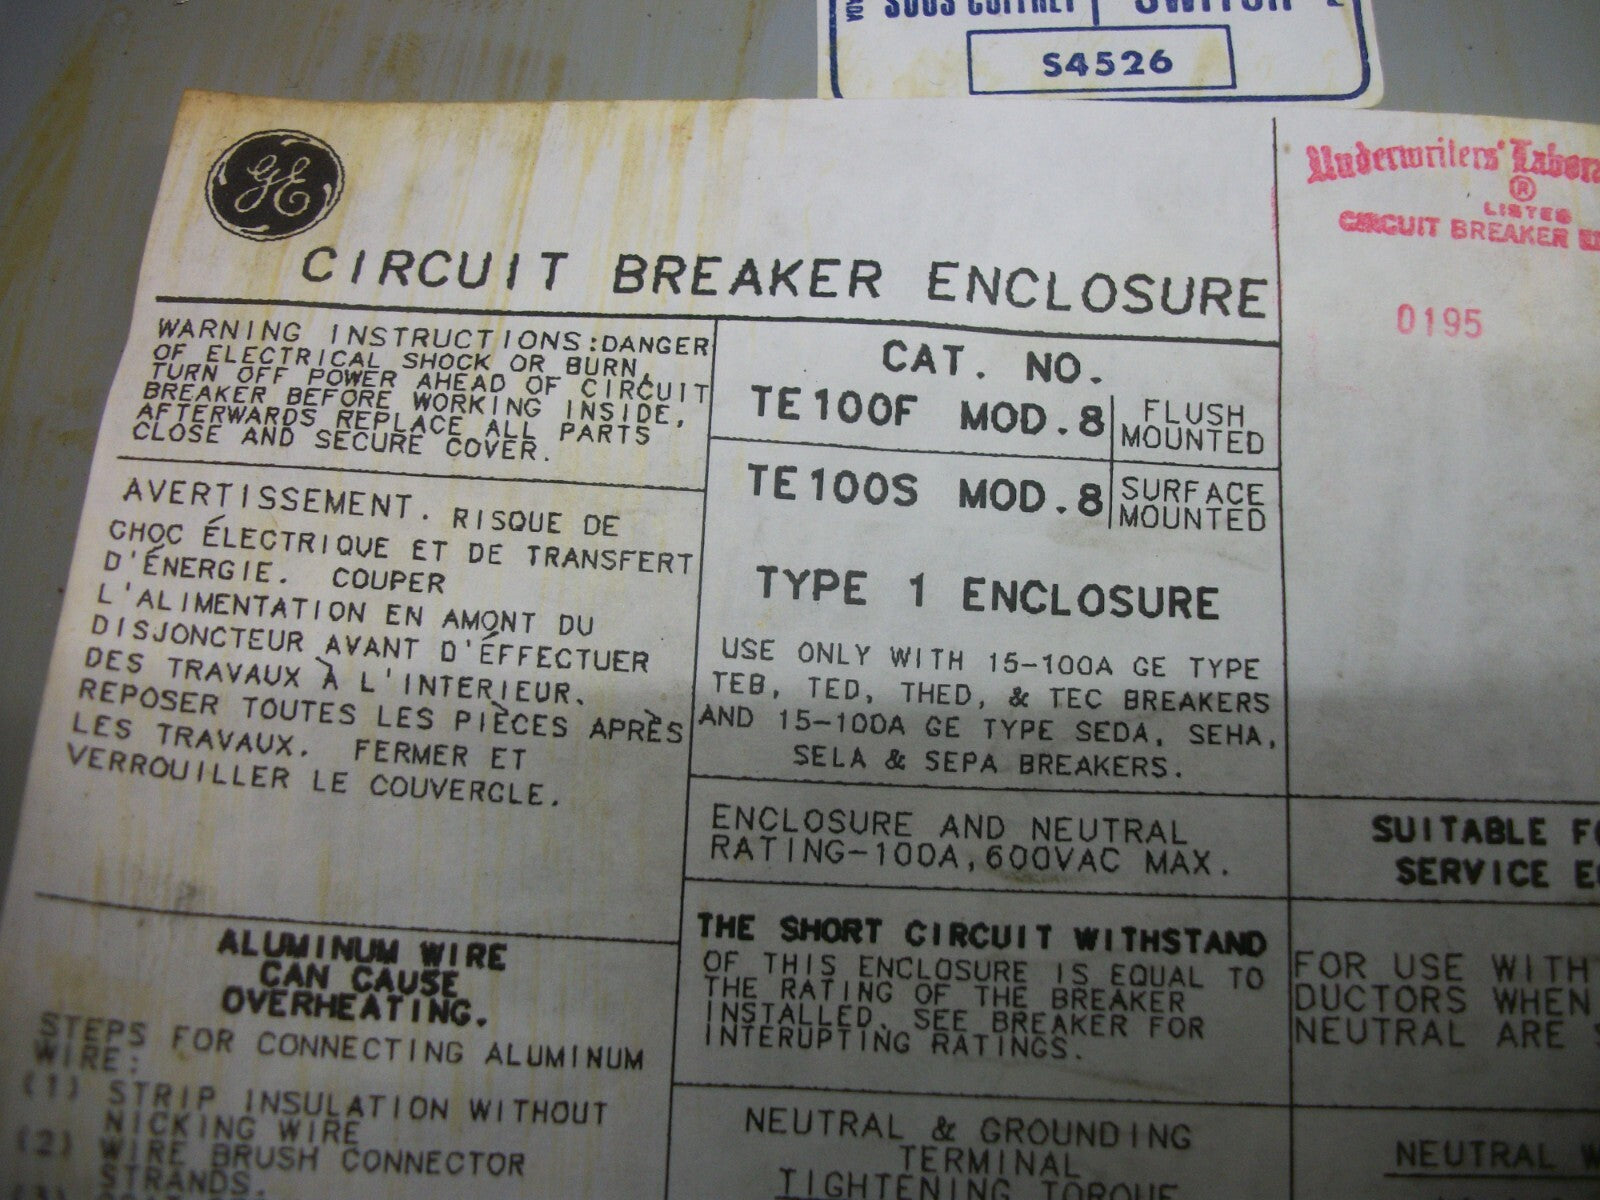 SOUS COFFRET SWITCH
S4526
GE
CIRCUIT BREAKER ENCLOSURE
WARNING INSTRUCTIONS:DANGER
OF ELECTRICAL SHOCK OR BURN,
TURN OFF POWER AHEAD OF CIRCUIT
BREAKER BEFORE WORKING INSIDE,
AFTERWARDS REPLACE ALL PARTS
CLOSE AND SECURE COVER.
AVERTISSEMENT. RISQUE DE
CHOC ÉLECTRIQUE ET DE TRANSFERT
D'ÉNERGIE. COUPER
L'ALIMENTATION EN AMONT DU
DISJONCTEUR AVANT D'ÉFFECTUER
DES TRAVAUX À L'INTERIEUR.
REPOSER TOUTES LES PIÈCES APRÈS
LES TRAVAUX. FERMER ET
VERROUILLER LE COUVERCLE.
ALUMINUM WIRE
CAN CAUSE
OVERHEATING.
STEPS FOR CONNECTING ALUMINUM
WIRE:
(1) STRIP INSULATION WITHOUT
NICKING WIRE
(2) WIRE BRUSH CONNECTOR
STRANDS.
CAT. NO.
TE100F MOD.8 FLUSH
MOUNTED
TE100S MOD.8 SURFACE
MOUNTED
TYPE 1 ENCLOSURE
USE ONLY WITH 15-100A GE TYPE
TEB, TED, THED, & TEC BREAKERS
AND 15-100A GE TYPE SEDA, SEHA,
SELA & SEPA BREAKERS.
ENCLOSURE AND NEUTRAL
RATING-100A,600VAC MAX.
THE SHORT CIRCUIT WITHSTAND
OF THIS ENCLOSURE IS EQUAL TO
THE RATING OF THE BREAKER
INSTALLED. SEE BREAKER FOR
INTERUPTING RATINGS.
NEUTRAL & GROUNDING
TERMINAL
TIGHTENING TORQUE
Underwriters'
®
LISTED
CIRCUIT BREAKER
0195
SUITABLE
SERVICE
FOR USE WITH
DUCTORS WHEN
NEUTRAL ARE
NEUTRAL